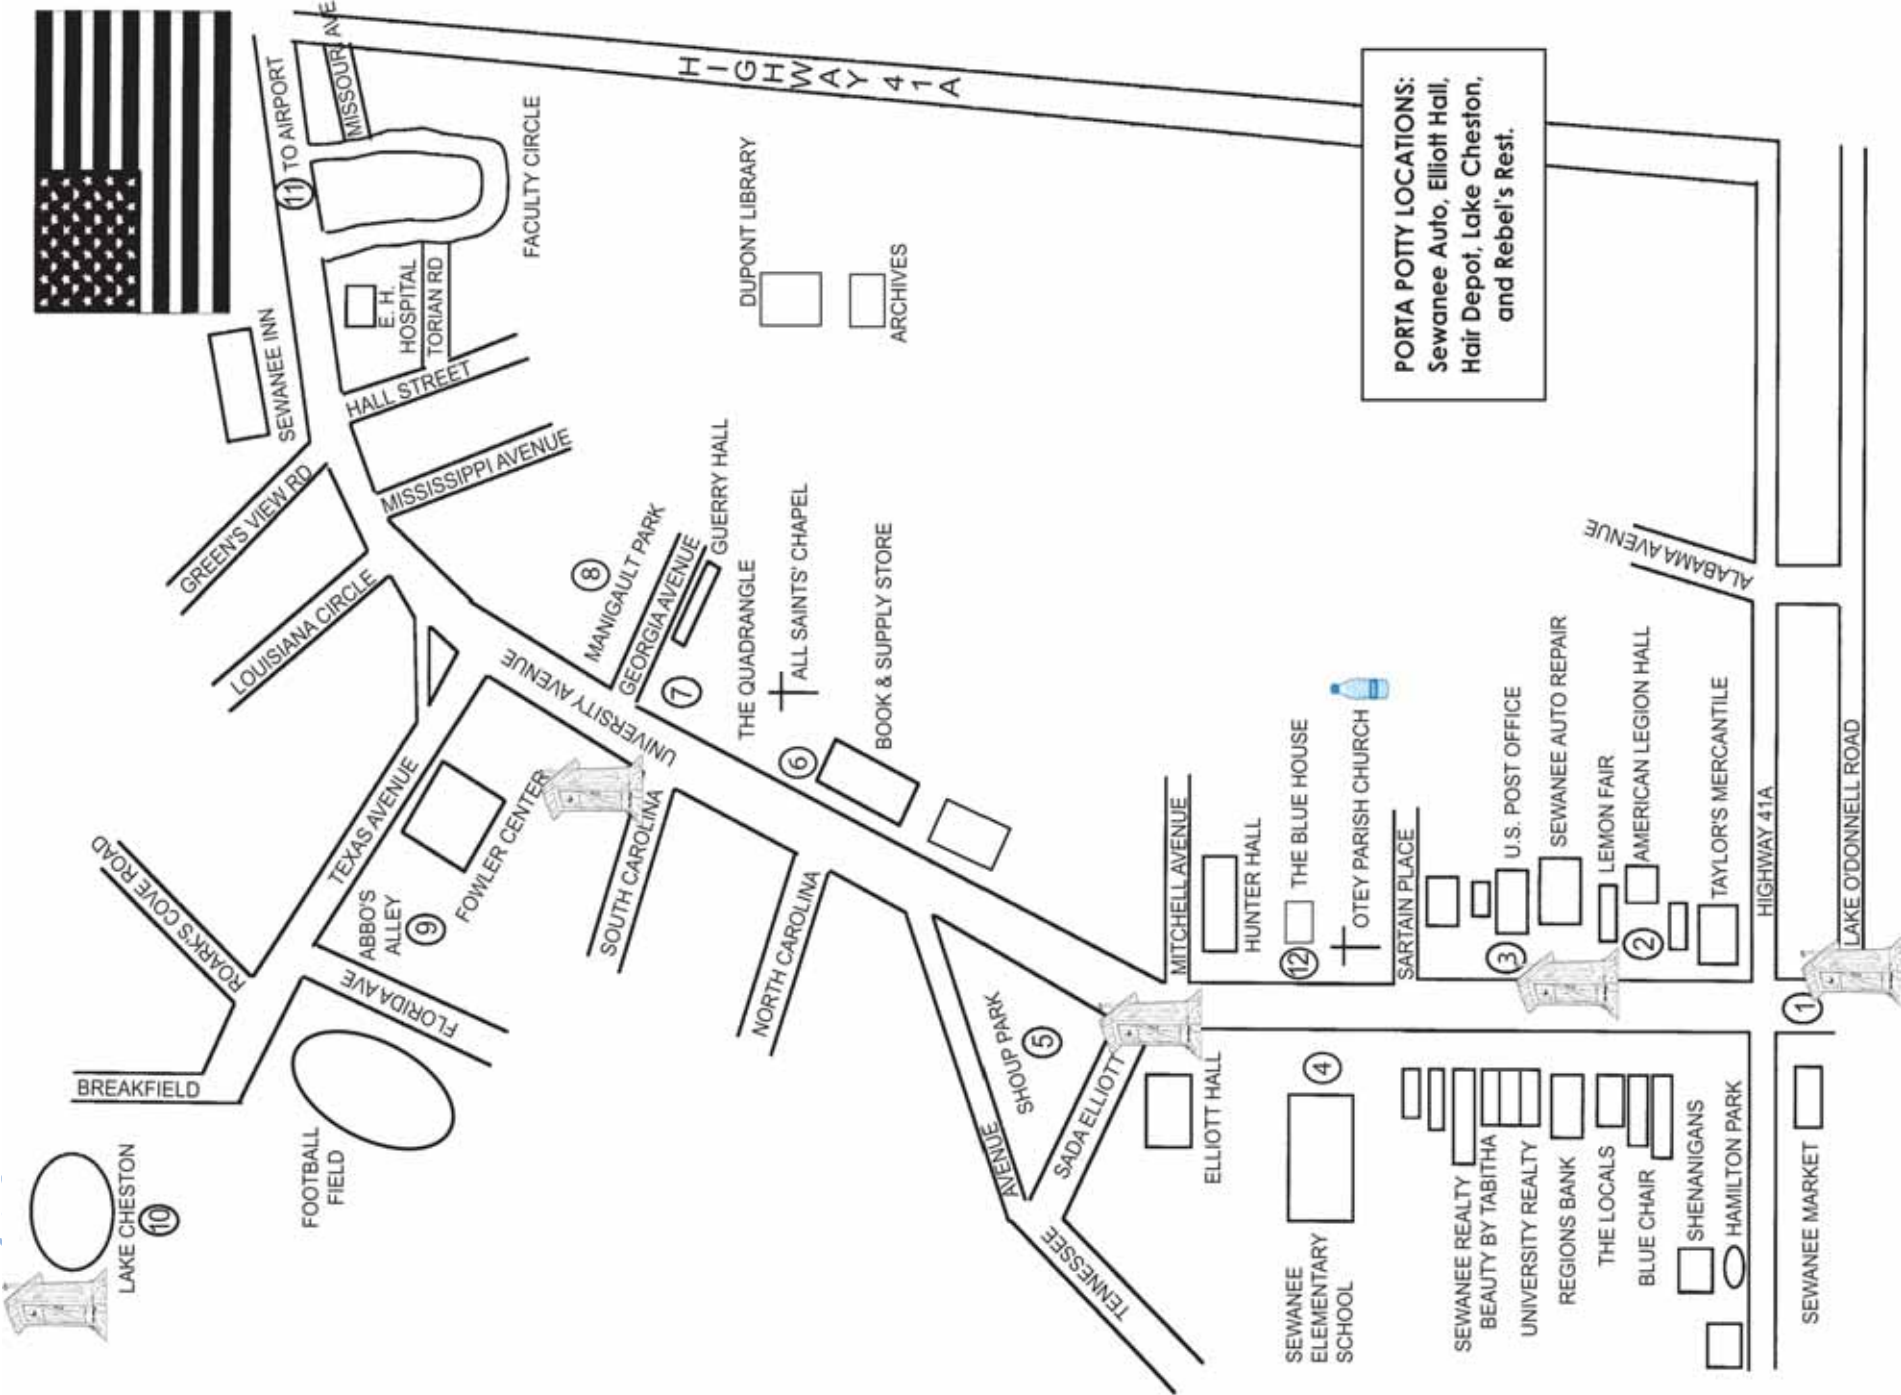 11
TO AIRPORT
MISSOURI AVE
FACULTY CIRCLE
E. H.
HOSPITAL
TORIAN RD
SEWANEE INN
HALL STREET
GREEN'S VIEW RD
MISSISSIPPI AVENUE
LOUISIANA CIRCLE
HIGHWAY 41A
DUPONT LIBRARY
ARCHIVES
PORTA POTTY LOCATIONS:
Sewanee Auto, Elliott Hall,
Hair Depot, Lake Cheston,
and Rebel's Rest.
8
MANIGAULT PARK
GEORGIA AVENUE
GUERRY HALL
7
THE QUADRANGLE
ALL SAINTS' CHAPEL
6
BOOK & SUPPLY STORE
UNIVERSITY AVENUE
ALABAMA AVENUE
TEXAS AVENUE
ROARK'S COVE ROAD
ABBO'S
ALLEY
9
FOWLER CENTER
FLORIDA AVE
SOUTH CAROLINA
NORTH CAROLINA
BREAKFIELD
FOOTBALL
FIELD
LAKE CHESTON
10
SHOUP PARK
5
TENNESSEE
AVENUE
SADA ELLIOTT
MITCHELL AVENUE
HUNTER HALL
12
THE BLUE HOUSE
OTEY PARISH CHURCH
SARTAIN PLACE
3
U.S. POST OFFICE
SEWANEE AUTO REPAIR
LEMON FAIR
2
AMERICAN LEGION HALL
TAYLOR'S MERCANTILE
HIGHWAY 41A
1
LAKE O'DONNELL ROAD
ELLIOTT HALL
4
SEWANEE
ELEMENTARY
SCHOOL
SEWANEE REALTY
BEAUTY BY TABITHA
UNIVERSITY REALTY
REGIONS BANK
THE LOCALS
BLUE CHAIR
SHENANIGANS
HAMILTON PARK
SEWANEE MARKET